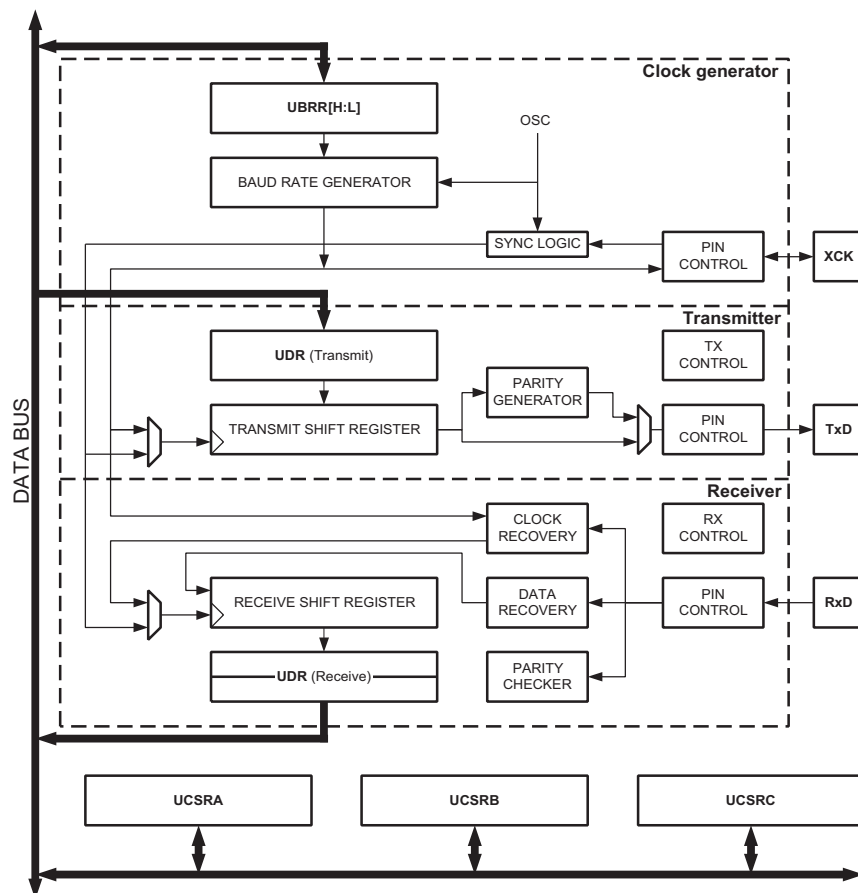 Clock generator
UBRR[H:L]
OSC
BAUD RATE GENERATOR
SYNC LOGIC
PIN
CONTROL
XCK
Transmitter
UDR (Transmit)
TX
CONTROL
PARITY
GENERATOR
TRANSMIT SHIFT REGISTER
PIN
CONTROL
TxD
DATA BUS
Receiver
CLOCK
RECOVERY
RX
CONTROL
RECEIVE SHIFT REGISTER
DATA
RECOVERY
PIN
CONTROL
RxD
UDR (Receive)
PARITY
CHECKER
UCSRA
UCSRB
UCSRC